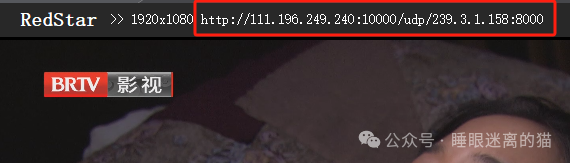 RedStar >> 1920x1080 http://111.196.249.240:10000/udp/239.3.1.158:8000
BRTV 影视
公众号 · 睡眼迷离的猫